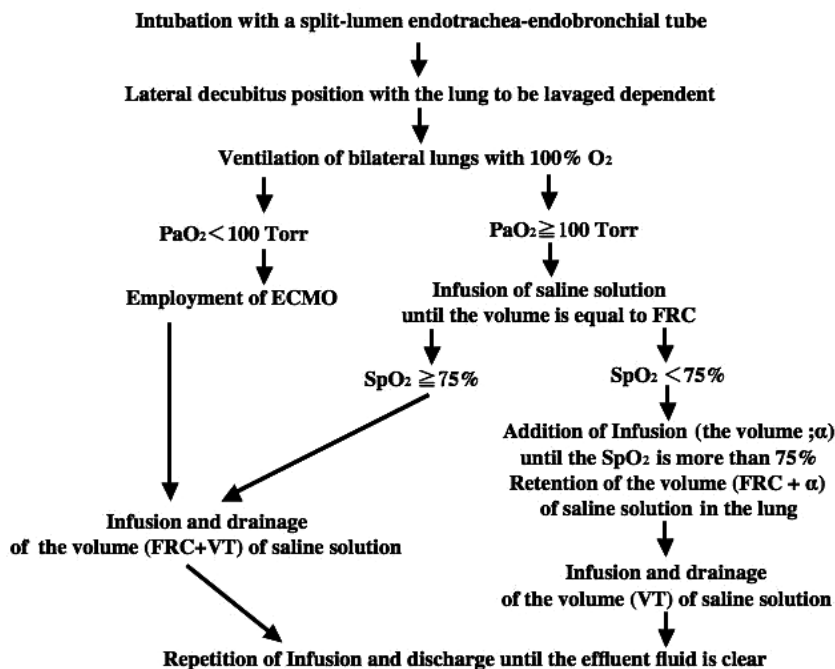 Intubation with a split-lumen endotrachea-endobronchial tube
Lateral decubitus position with the lung to be lavaged dependent
Ventilation of bilateral lungs with 100% O₂
PaO₂<100 Torr
PaO₂≧100 Torr
Employment of ECMO
Infusion of saline solution
until the volume is equal to FRC
SpO₂ ≧75%
SpO₂ <75%
Addition of Infusion (the volume ;α)
until the SpO₂ is more than 75%
Retention of the volume (FRC + α)
of saline solution in the lung
Infusion and drainage
of the volume (FRC+VT) of saline solution
Infusion and drainage
of the volume (VT) of saline solution
Repetition of Infusion and discharge until the effluent fluid is clear